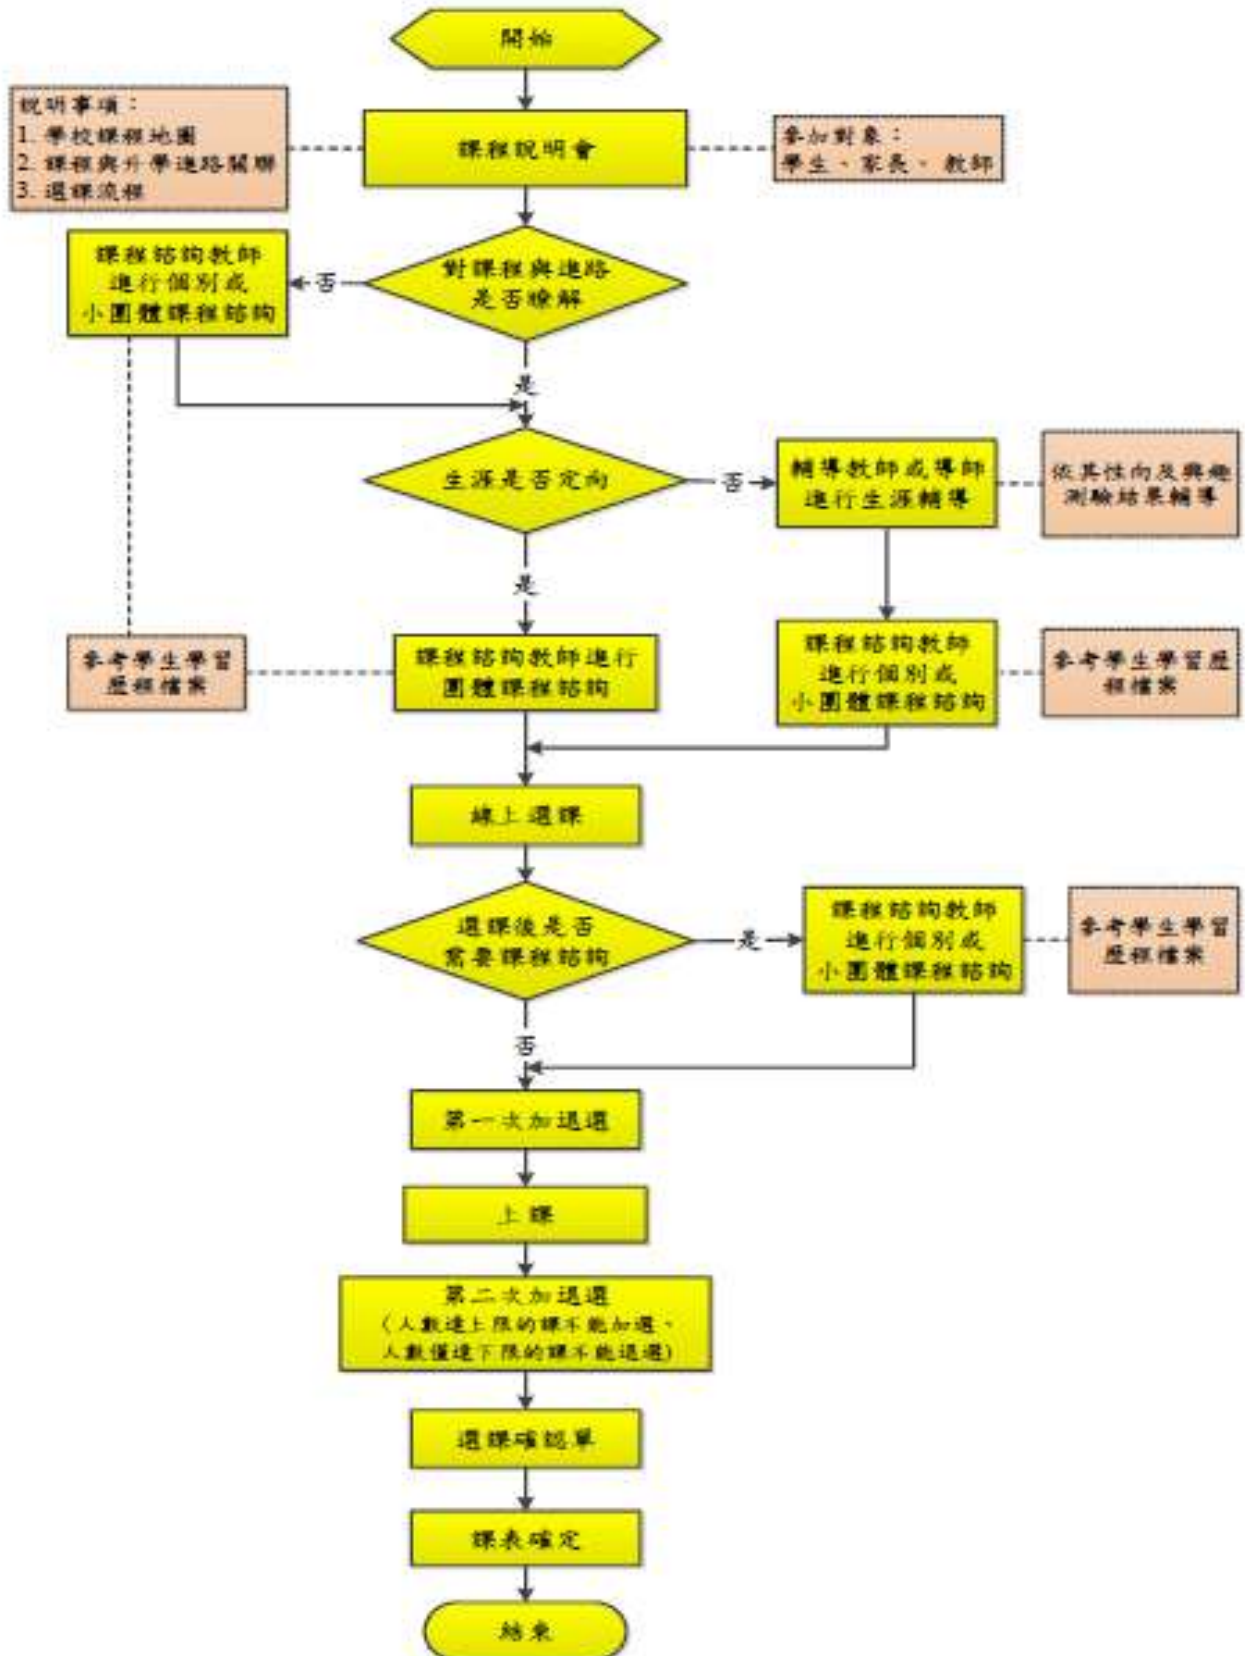 開始
說明事項：
1. 學校課程地圖
2. 課程與升學進路關聯
3. 選課流程
課程說明會
參加對象：
學生、家長、教師
課程諮詢教師
進行個別或
小團體課程諮詢
否
對課程與進路
是否瞭解
是
生涯是否定向
否
輔導教師或導師
進行生涯輔導
依其性向及興趣
測驗結果輔導
是
參考學生學習
歷程檔案
課程諮詢教師進行
團體課程諮詢
課程諮詢教師
進行個別或
小團體課程諮詢
參考學生學習歷
程檔案
線上選課
選課後是否
需要課程諮詢
是
課程諮詢教師
進行個別或
小團體課程諮詢
參考學生學習
歷程檔案
否
第一次加退選
上課
第二次加退選
（人數達上限的課不能加選、
人數僅達下限的課不能退選)
選課確認單
課表確定
結束